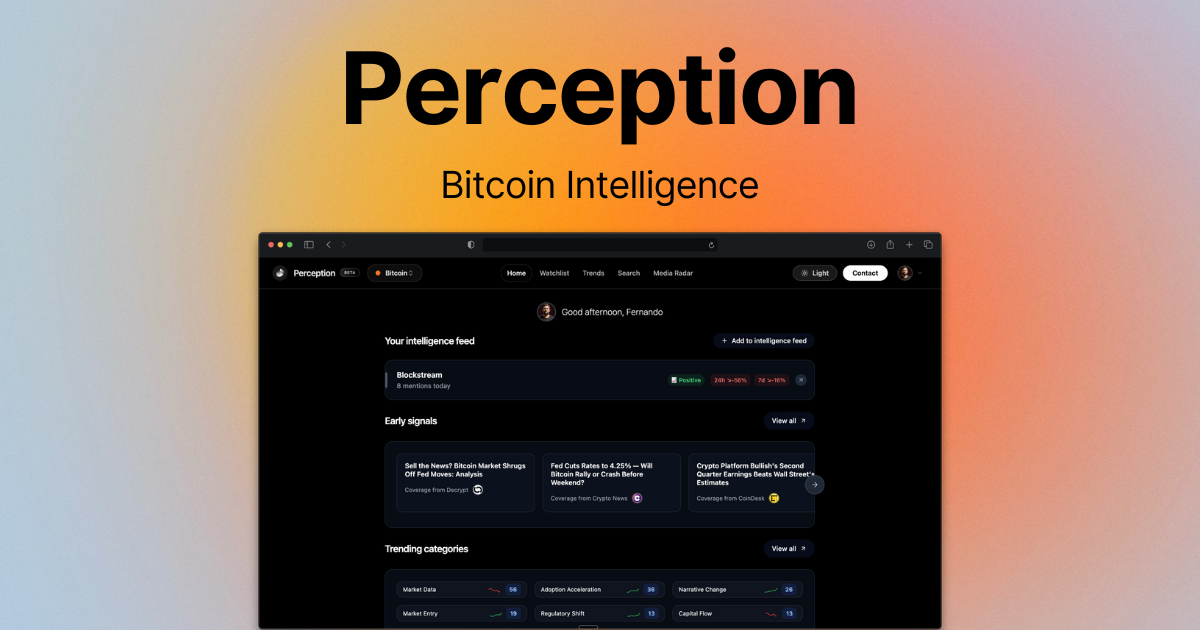 Perception
Bitcoin Intelligence
Perception BETA Bitcoin Home Watchlist Trends Search Media Radar Light Contact
Good afternoon, Fernando
Your intelligence feed + Add to intelligence feed
Blockstream
8 mentions today
Positive 24h 7d
Early signals View all
Sell the News? Bitcoin Market Shrugs
Off Fed Moves: Analysis
Coverage from Decrypt
Fed Cuts Rates to 4.25% — Will
Bitcoin Rally or Crash Before
Weekend?
Coverage from Crypto News
Crypto Platform Bullish's Second
Quarter Earnings Beats Wall Street's
Estimates
Coverage from CoinDesk
Trending categories View all
Market Data 56 Adoption Acceleration 36 Narrative Change 26
Market Entry 19 Regulatory Shift 13 Capital Flow 13